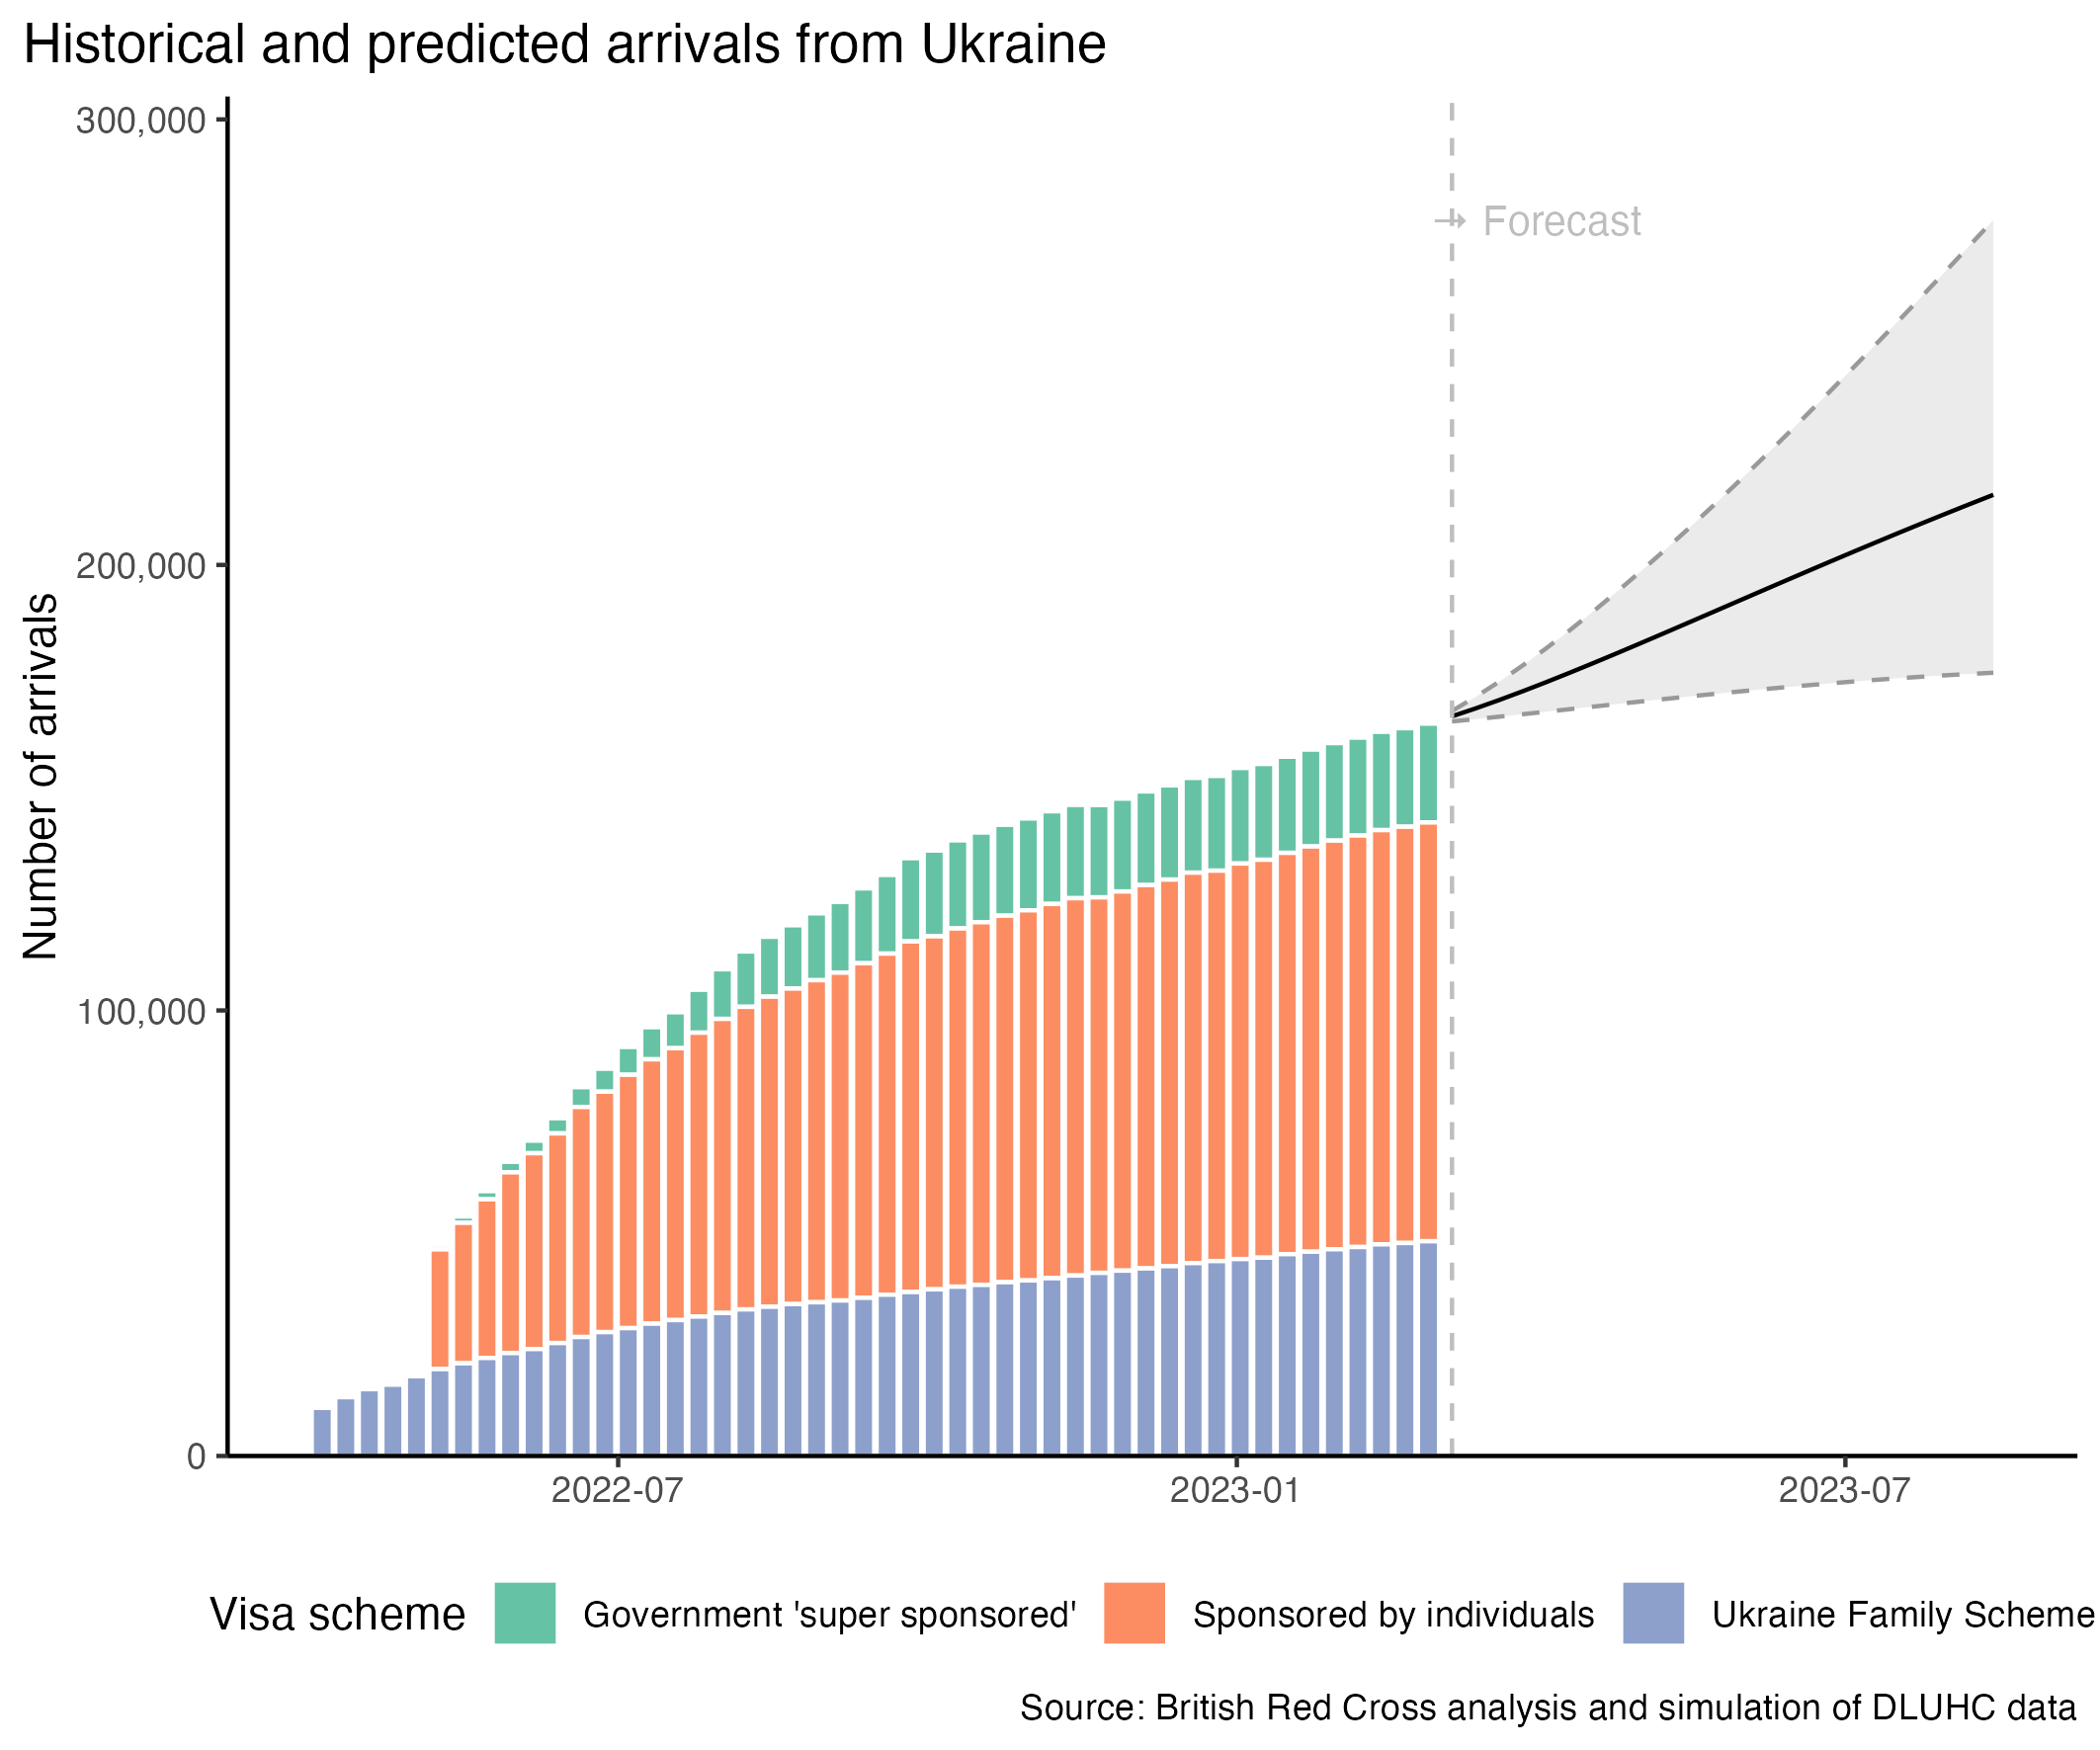 Historical and predicted arrivals from Ukraine
Number of arrivals
300,000
200,000
100,000
0
Forecast
2022-07
2023-01
2023-07
Visa scheme
Government 'super sponsored'
Sponsored by individuals
Ukraine Family Scheme
Source: British Red Cross analysis and simulation of DLUHC data